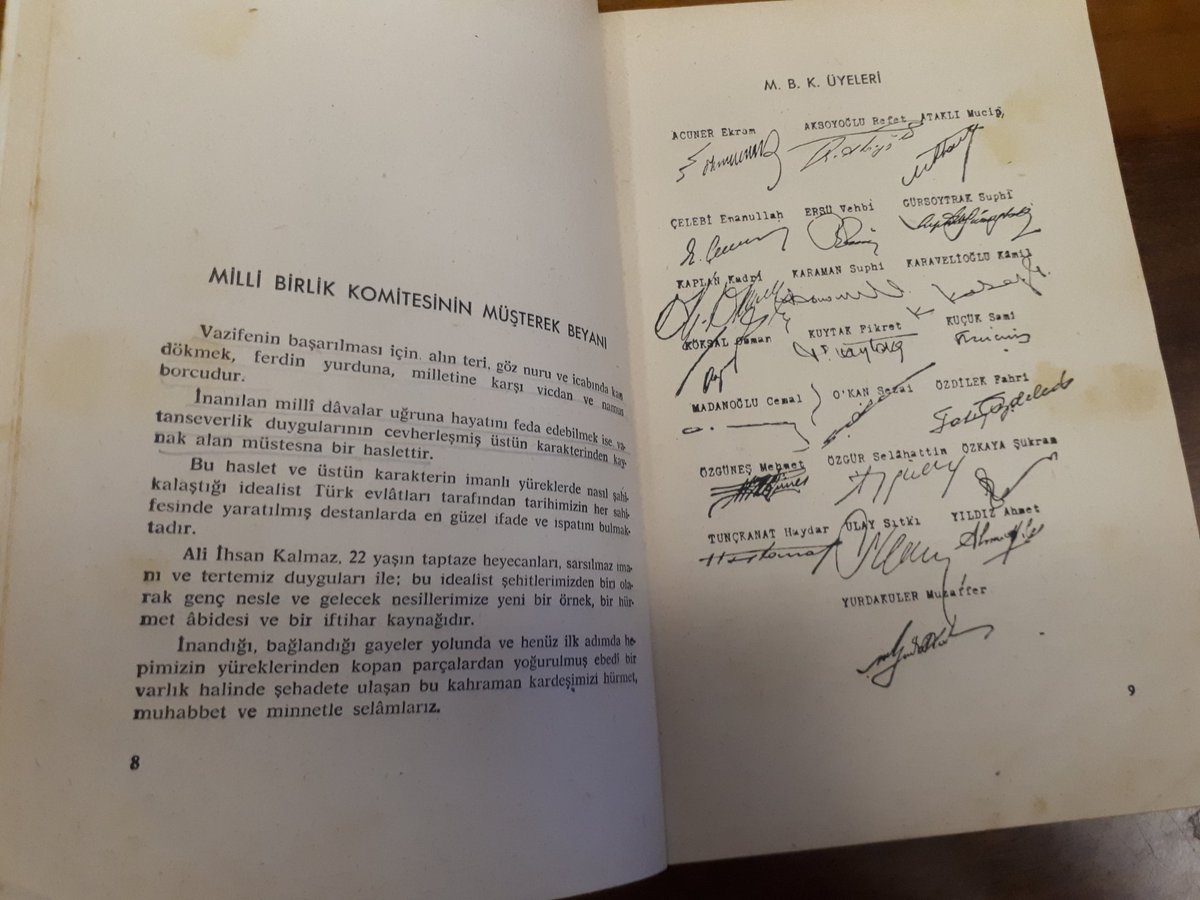 MİLLİ BİRLİK KOMİTESİNİN MÜŞTEREK BEYANI
Vazifenin başarılması için, alın teri, göz nuru ve icabında kan
dökmek, ferdin yurduna, milletine karşı vicdan ve namus
borcudur.
İnanılan millî dâvalar uğruna hayatını feda edebilmek ise, va-
tanseverlik duygularının cevherleşmiş üstün karakterinden kay-
nak alan müstesna bir haslettir.
Bu haslet ve üstün karakterin imanlı yüreklerde nasıl şahi-
kalaştığı idealist Türk evlâtları tarafından tarihimizin her sahi-
fesinde yaratılmış destanlarda en güzel ifade ve ispatını bulmak-
tadır.
Ali İhsan Kalmaz, 22 yaşın taptaze heyecanları, sarsılmaz ima-
nı ve tertemiz duyguları ile; bu idealist şehitlerimizden biri ola-
rak genç nesle ve gelecek nesillerimize yeni bir örnek, bir hür-
met âbidesi ve bir iftihar kaynağıdır.
İnandığı, bağlandığı gayeler yolunda ve henüz ilk adımda he-
pimizin yüreklerinden kopan parçalardan yoğurulmuş ebedî bir
varlık halinde şehadete ulaşan bu kahraman kardeşimizi hürmet,
muhabbet ve minnetle selâmlarız.
8
M. B. K. ÜYELERİ
ACUNER Ekrem AKSOYOĞLU Refet ATAKLI Mucip,
ÇELEBİ Emanullah ERSÜ Vehbi GÜRSOYTRAK Suphi
KAPLAN Kadri KARAMAN Suphi KARAVELİOĞLU Kâmil
KÖKSAL Osman KUYTAK Fikret KÜÇÜK Sami
MADANOĞLU Cemal O'KAN Sezai ÖZDİLEK Fahri
ÖZGÜNEŞ Mehmet ÖZGÜR Selâhattin ÖZKAYA Şükran
TUNÇKANAT Haydar ULAY Sıtkı YILDIZ Ahmet
YURDAKULER Muzaffer
9